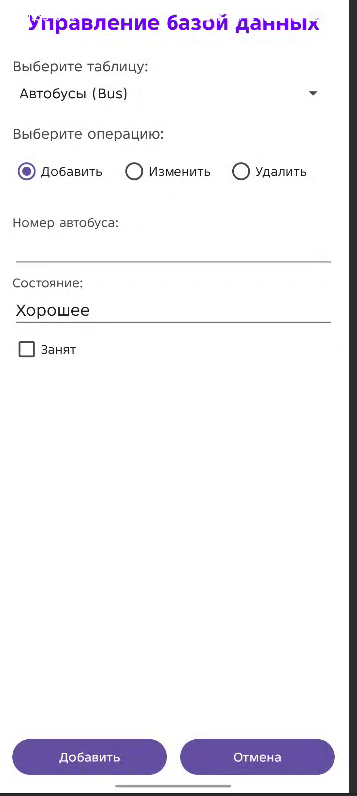 Управление базой данных
Выберите таблицу:
Автобусы (Bus)
Выберите операцию:
Добавить Изменить Удалить
Номер автобуса:
Состояние:
Хорошее
Занят
Добавить Отмена